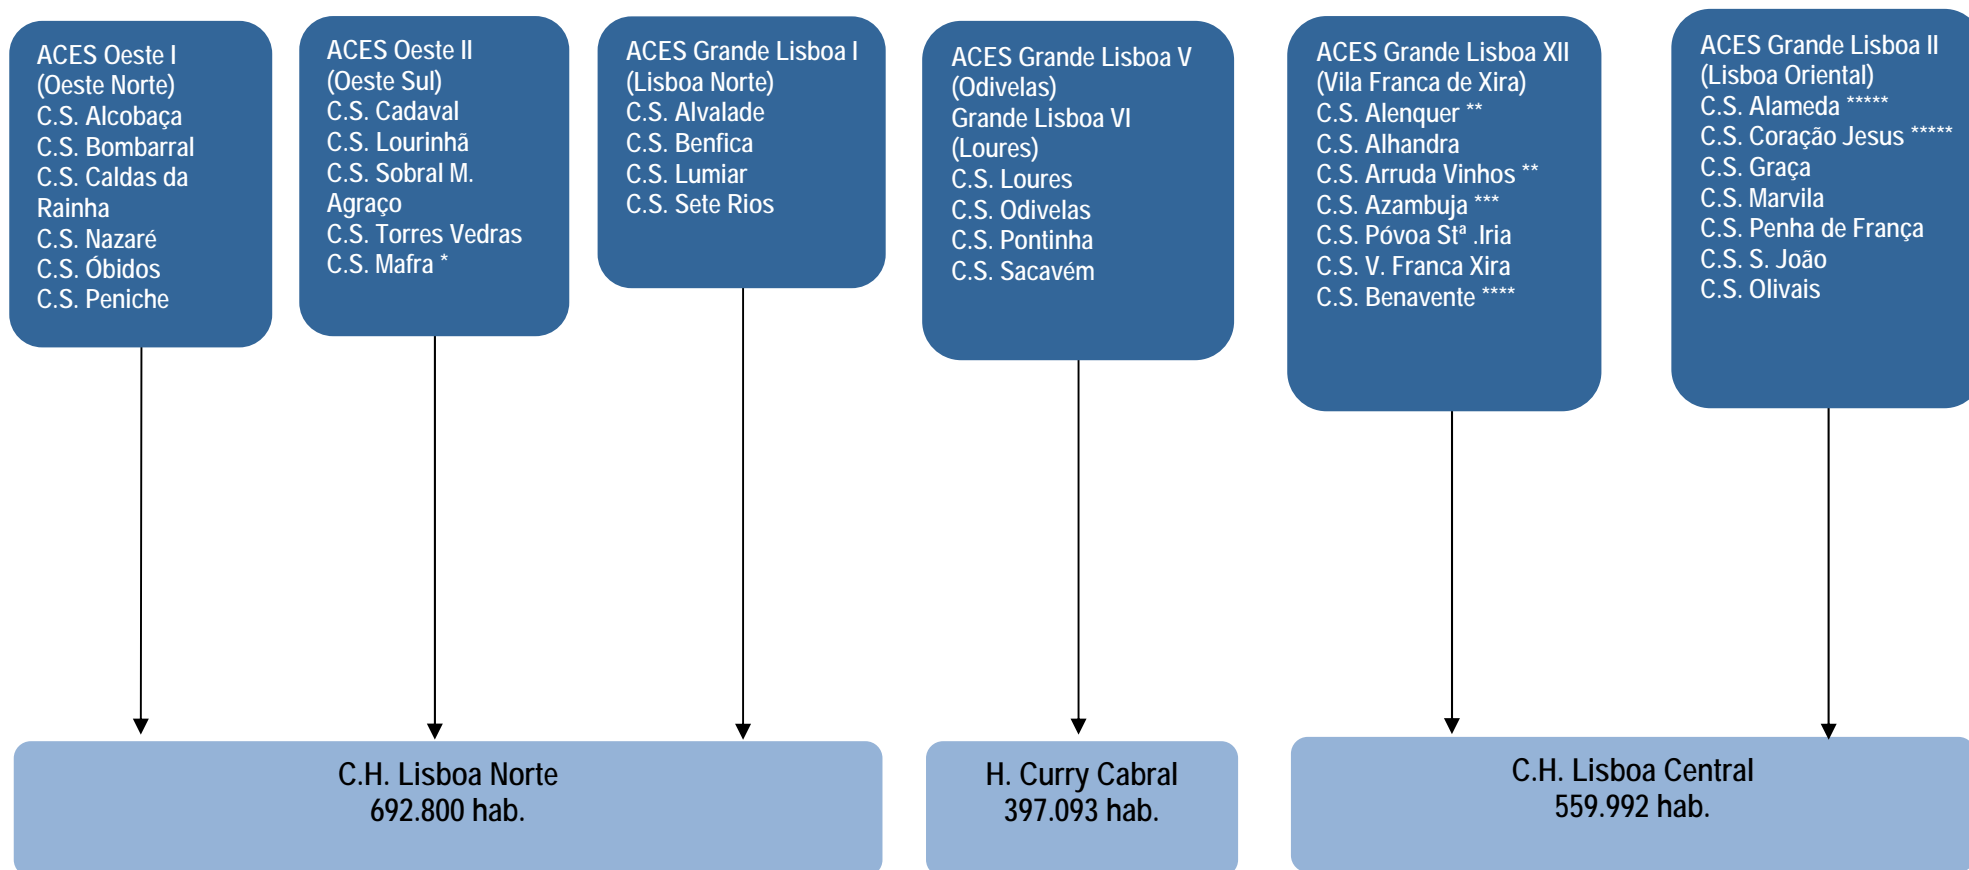 ACES Oeste I
(Oeste Norte)
C.S. Alcobaça
C.S. Bombarral
C.S. Caldas da
Rainha
C.S. Nazaré
C.S. Óbidos
C.S. Peniche
ACES Oeste II
(Oeste Sul)
C.S. Cadaval
C.S. Lourinhã
C.S. Sobral M.
Agraço
C.S. Torres Vedras
C.S. Mafra *
ACES Grande Lisboa I
(Lisboa Norte)
C.S. Alvalade
C.S. Benfica
C.S. Lumiar
C.S. Sete Rios
ACES Grande Lisboa V
(Odivelas)
Grande Lisboa VI
(Loures)
C.S. Loures
C.S. Odivelas
C.S. Pontinha
C.S. Sacavém
ACES Grande Lisboa XII
(Vila Franca de Xira)
C.S. Alenquer **
C.S. Alhandra
C.S. Arruda Vinhos **
C.S. Azambuja ***
C.S. Póvoa Stª .Iria
C.S. V. Franca Xira
C.S. Benavente ****
ACES Grande Lisboa II
(Lisboa Oriental)
C.S. Alameda *****
C.S. Coração Jesus *****
C.S. Graça
C.S. Marvila
C.S. Penha de França
C.S. S. João
C.S. Olivais
C.H. Lisboa Norte
692.800 hab.
H. Curry Cabral
397.093 hab.
C.H. Lisboa Central
559.992 hab.